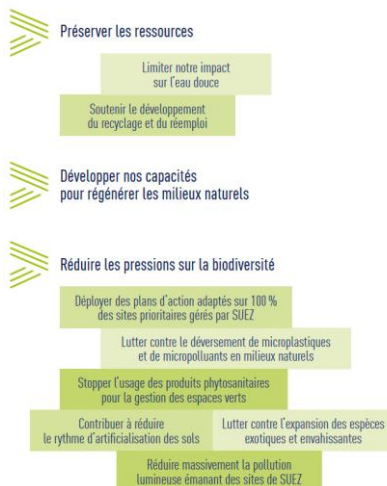 Préserver les ressources
Limiter notre impact
sur l'eau douce
Soutenir le développement
du recyclage et du réemploi
Développer nos capacités
pour régénérer les milieux naturels
Réduire les pressions sur la biodiversité
Déployer des plans d'action adaptés sur 100 %
des sites prioritaires gérés par SUEZ
Lutter contre le déversement de microplastiques
et de micropolluants en milieux naturels
Stopper l'usage des produits phytosanitaires
pour la gestion des espaces verts
Contribuer à réduire
le rythme d'artificialisation des sols
Lutter contre l'expansion des espèces
exotiques et envahissantes
Réduire massivement la pollution
lumineuse émanant des sites de SUEZ